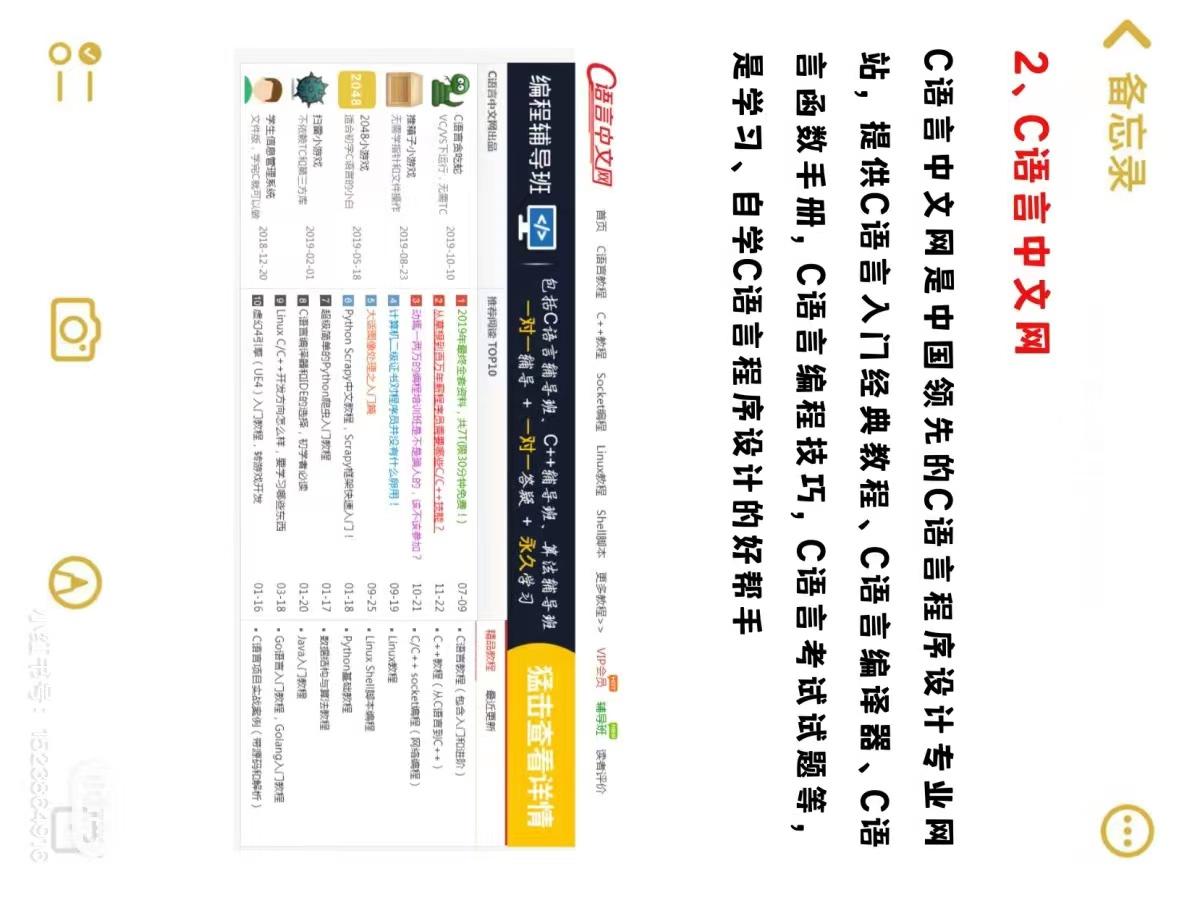 备忘录
2、C语言中文网
C语言中文网是中国领先的C语言程序设计专业网
站，提供C语言入门经典教程、C语言编译器、C语
言函数手册，C语言编程技巧，C语言考试试题等，
是学习、自学C语言程序设计的好帮手
C语言中文网 首页 C语言教程 C++教程 Socket编程 Linux教程 Shell脚本 更多教程>> VIP会员 HOT 辅导班 new 读者评价
编程辅导班 </> 包括C语言辅导班、C++辅导班、算法辅导班
一对一辅导 + 一对一答疑 + 永久学习
猛击查看详情
C语言中文网出品
C语言贪吃蛇 2019-10-10
VC/VS下运行，无需TC
推箱子小游戏 2019-08-23
无需学指针和文件操作
2048
2048小游戏 2019-05-18
适合初学C语言的小白
扫雷小游戏 2019-02-01
不依赖TC和第三方库
学生信息管理系统 2018-12-20
文件版，学完C就可以做
推荐阅读 TOP10
1 2019年最终全套资料，共7T(限30分钟免费！) 07-09
2 从草根到百万年薪程序员需要哪些C/C++技能？ 11-22
3 动辄一两万的编程培训班是不是骗人的，该不该参加？ 10-21
4 计算机二级证书对程序员并没有什么卵用！ 09-19
5 大话图像处理之入门篇 09-25
6 Python Scrapy中文教程，Scrapy框架快速入门！ 01-18
7 超级简单的Python爬虫入门教程 01-17
8 C语言编译器和IDE的选择，初学者必读 01-20
9 Linux C/C++开发方向怎么样，要学习哪些东西 03-18
10 虚幻4引擎（UE4）入门教程，转游戏开发 01-16
精品教程 最近更新
C语言教程（包含入门和进阶）
C++教程（从C语言到C++）
C/C++ socket编程（网络编程）
Linux教程
Linux Shell脚本编程
Python基础教程
数据结构与算法教程
Java入门教程
Go语言入门教程，Golang入门教程
C语言项目实战案例（带源码和解析）
小红书号：1523664916